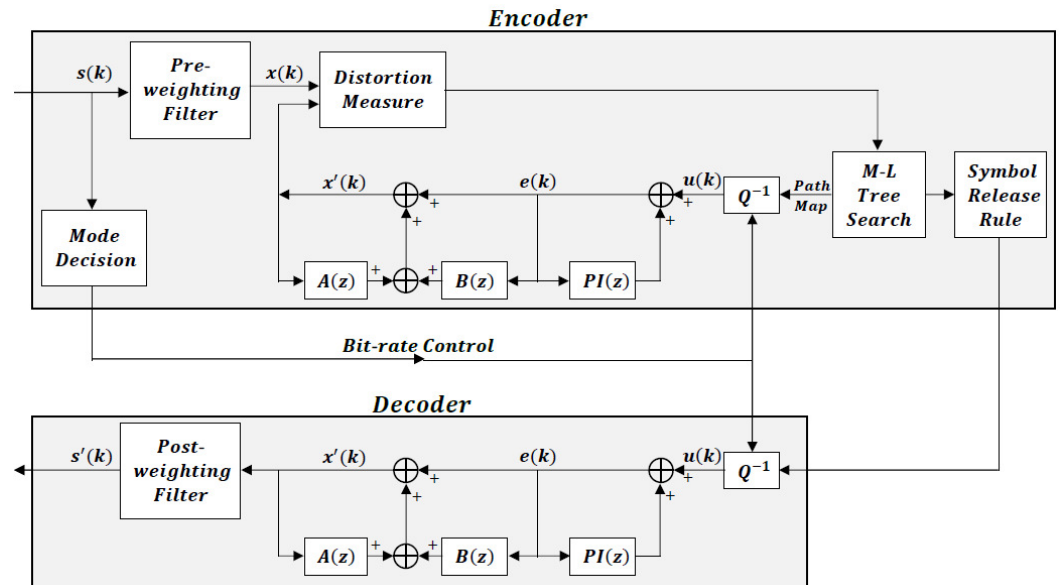 Encoder
s(k)
Pre-
weighting
Filter
x(k)
Distortion
Measure
x′(k)
e(k)
u(k)
Q⁻¹
Path
Map
M-L
Tree
Search
Symbol
Release
Rule
+
+
+
+
Mode
Decision
A(z)
+
+
B(z)
PI(z)
Bit-rate Control
Decoder
s′(k)
Post-
weighting
Filter
x′(k)
e(k)
u(k)
Q⁻¹
+
+
+
+
A(z)
+
+
B(z)
PI(z)